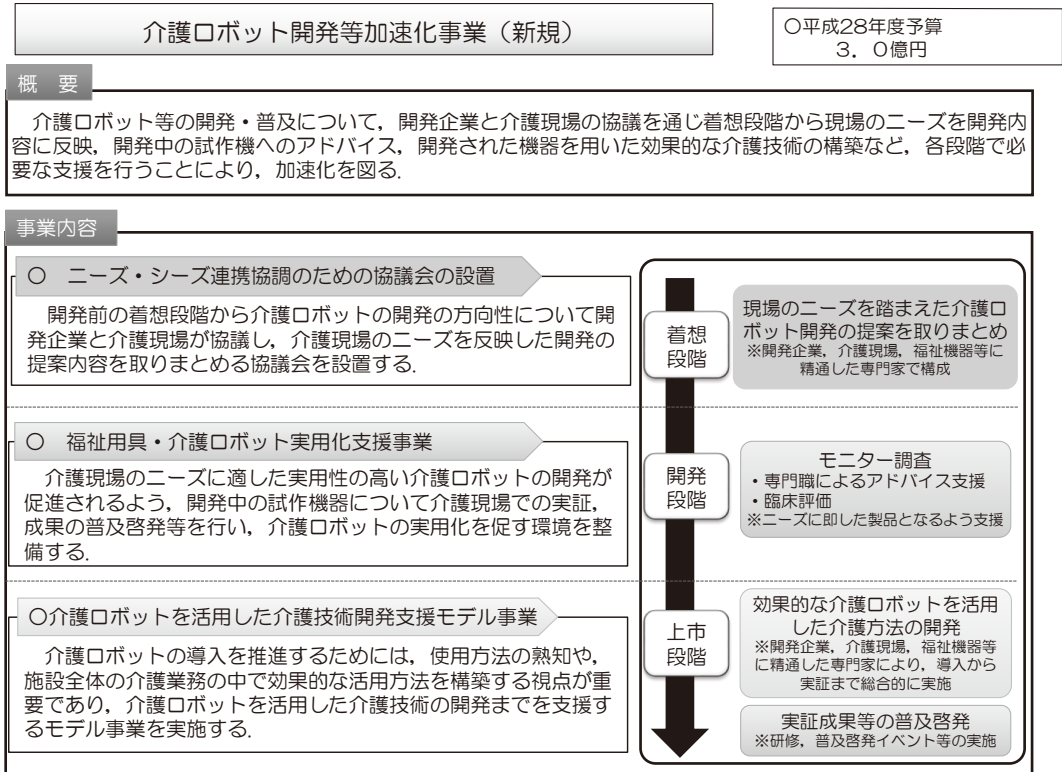 介護ロボット開発等加速化事業（新規）
○平成28年度予算
3．0億円
概　要
介護ロボット等の開発・普及について，開発企業と介護現場の協議を通じ着想段階から現場のニーズを開発内
容に反映，開発中の試作機へのアドバイス，開発された機器を用いた効果的な介護技術の構築など，各段階で必
要な支援を行うことにより，加速化を図る．
事業内容
○　ニーズ・シーズ連携協調のための協議会の設置
開発前の着想段階から介護ロボットの開発の方向性について開
発企業と介護現場が協議し，介護現場のニーズを反映した開発の
提案内容を取りまとめる協議会を設置する．
着想
段階
現場のニーズを踏まえた介護ロ
ボット開発の提案を取りまとめ
※開発企業，介護現場，福祉機器等に
精通した専門家で構成
○　福祉用具・介護ロボット実用化支援事業
介護現場のニーズに適した実用性の高い介護ロボットの開発が
促進されるよう，開発中の試作機器について介護現場での実証，
成果の普及啓発等を行い，介護ロボットの実用化を促す環境を整
備する．
開発
段階
モニター調査
・専門職によるアドバイス支援
・臨床評価
※ニーズに即した製品となるよう支援
○介護ロボットを活用した介護技術開発支援モデル事業
介護ロボットの導入を推進するためには，使用方法の熟知や，
施設全体の介護業務の中で効果的な活用方法を構築する視点が重
要であり，介護ロボットを活用した介護技術の開発までを支援す
るモデル事業を実施する．
上市
段階
効果的な介護ロボットを活用
した介護方法の開発
※開発企業，介護現場，福祉機器等
に精通した専門家により，導入から
実証まで総合的に実施
実証成果等の普及啓発
※研修，普及啓発イベント等の実施